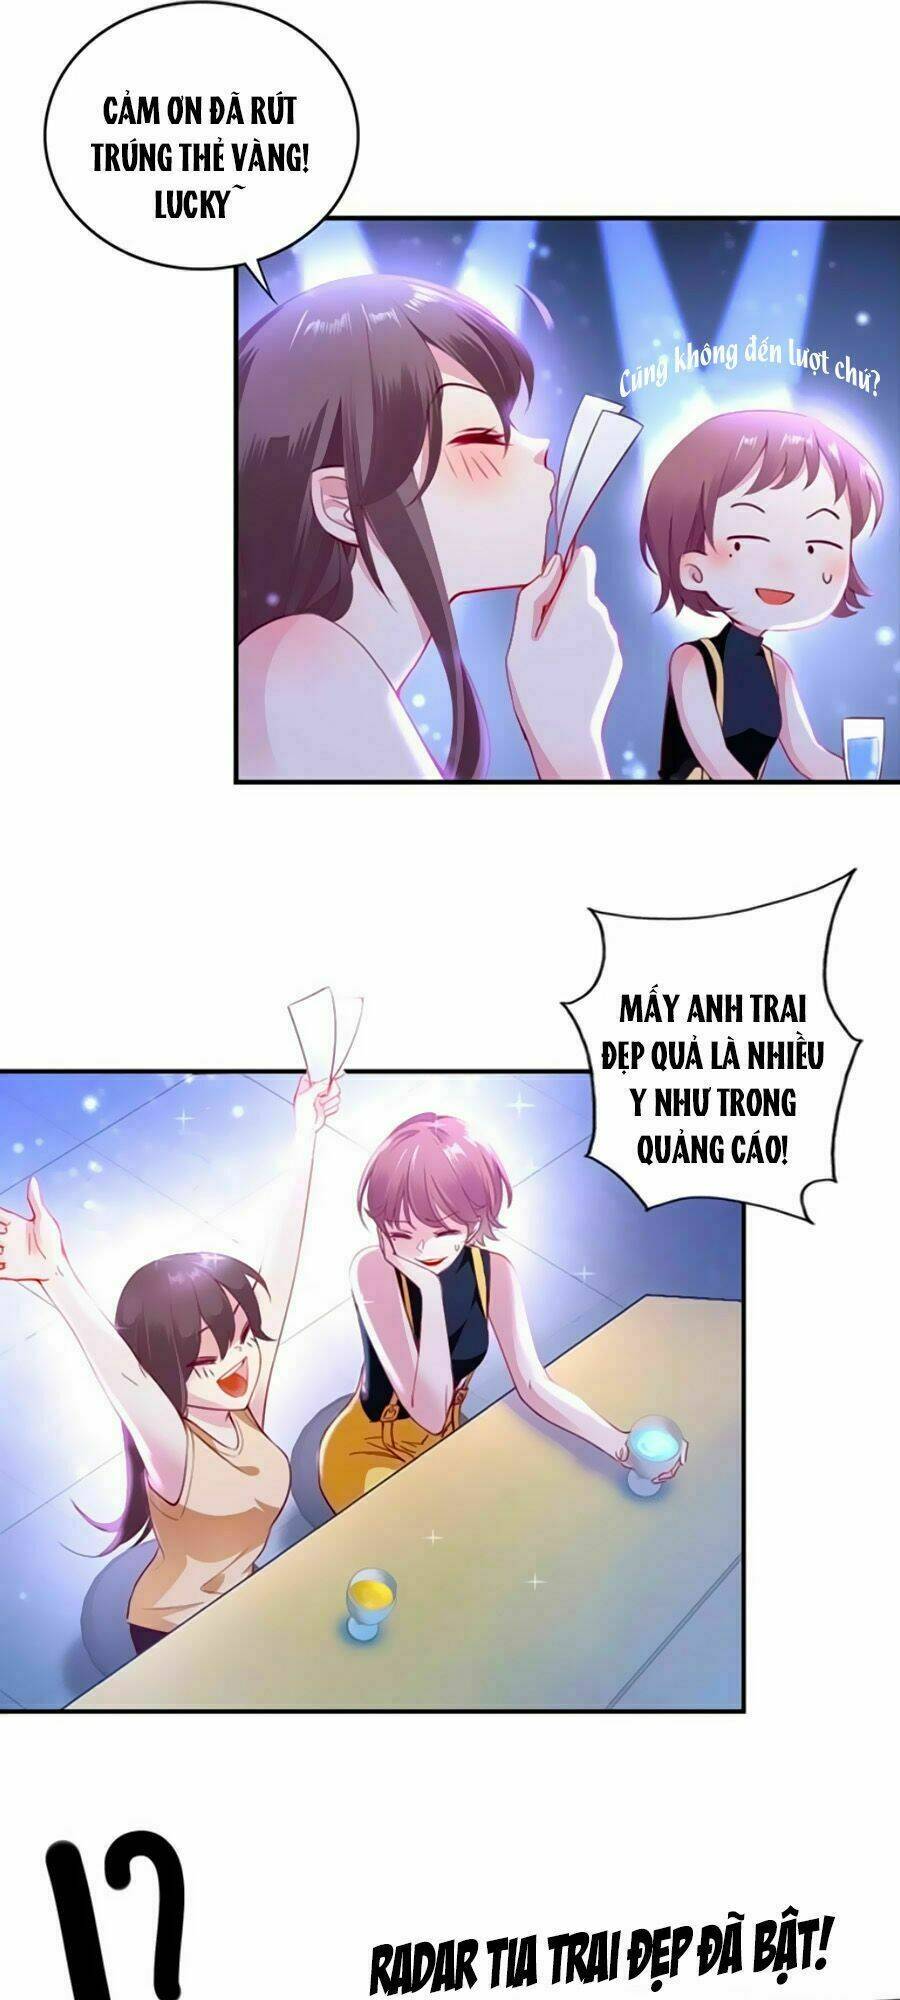 CẢM ƠN ĐÃ RÚT
TRÚNG THẺ VÀNG!
LUCKY~
Cũng không đến lượt chứ?
MẤY ANH TRAI
ĐẸP QUẢ LÀ NHIỀU
Y NHƯ TRONG
QUẢNG CÁO!
!?
RADAR TIA TRAI ĐẸP ĐÃ BẬT!